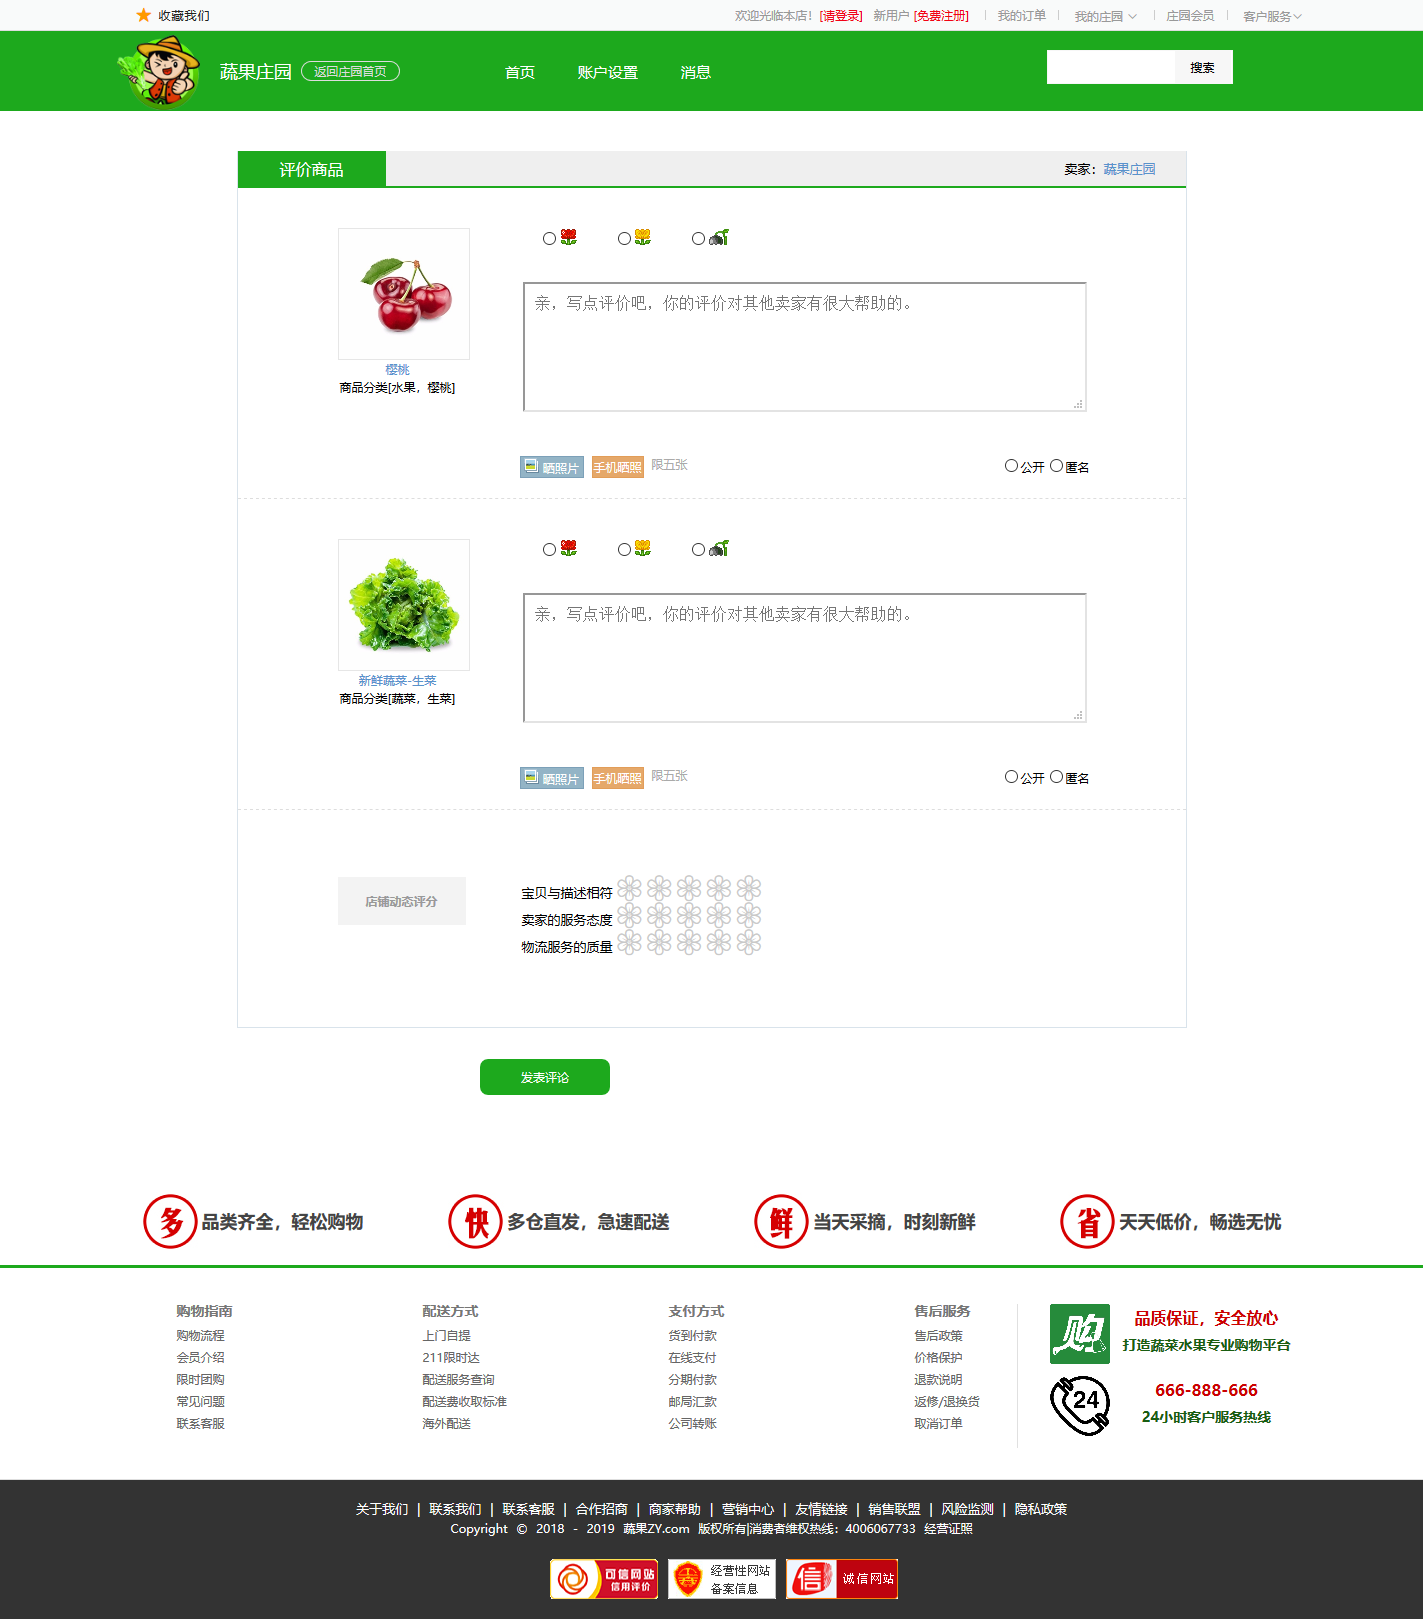 收藏我们
欢迎光临本店！[请登录] 新用户 [免费注册] 我的订单 我的庄园 庄园会员 客户服务
蔬果庄园 返回庄园首页 首页 账户设置 消息 搜索
评价商品 卖家：蔬果庄园
亲，写点评价吧，你的评价对其他卖家有很大帮助的。
樱桃
商品分类[水果，樱桃]
晒照片 手机晒照 限五张 公开 匿名
亲，写点评价吧，你的评价对其他卖家有很大帮助的。
新鲜蔬菜-生菜
商品分类[蔬菜，生菜]
晒照片 手机晒照 限五张 公开 匿名
店铺动态评分
宝贝与描述相符
卖家的服务态度
物流服务的质量
发表评论
多 品类齐全，轻松购物 快 多仓直发，急速配送 鲜 当天采摘，时刻新鲜 省 天天低价，畅选无忧
购物指南
购物流程
会员介绍
限时团购
常见问题
联系客服
配送方式
上门自提
211限时达
配送服务查询
配送费收取标准
海外配送
支付方式
货到付款
在线支付
分期付款
邮局汇款
公司转账
售后服务
售后政策
价格保护
退款说明
返修/退换货
取消订单
购
品质保证，安全放心
打造蔬菜水果专业购物平台
24
666-888-666
24小时客户服务热线
关于我们 | 联系我们 | 联系客服 | 合作招商 | 商家帮助 | 营销中心 | 友情链接 | 销售联盟 | 风险监测 | 隐私政策
Copyright © 2018 - 2019 蔬果ZY.com 版权所有|消费者维权热线：4006067733 经营证照
可信网站
信用评价
经营性网站
备案信息
信 诚信网站